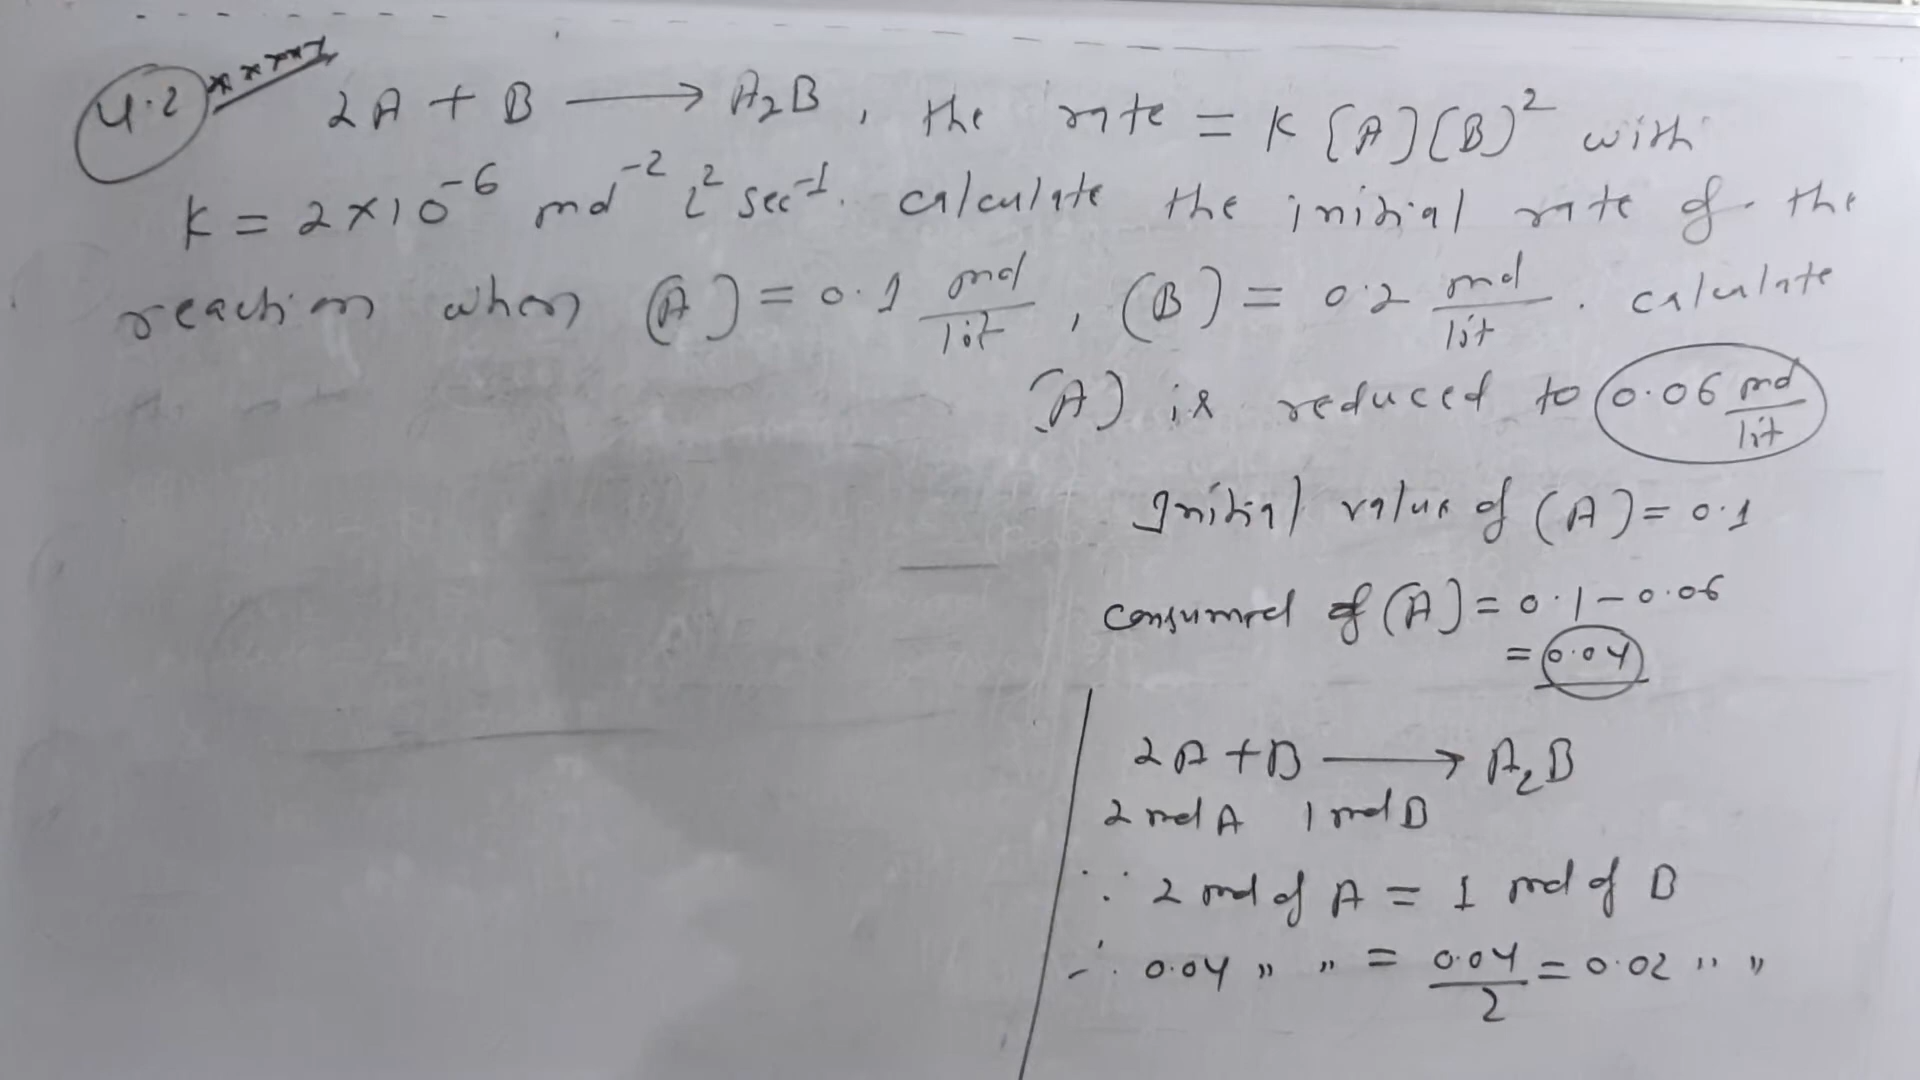 4.2 ××××× 2A + B ⟶ A₂B, the rate = K[A][B]² with
K = 2×10⁻⁶ mol⁻² L² sec⁻¹. calculate the initial rate of the
reaction when [A] = 0.1 mol/lit, [B] = 0.2 mol/lit. calculate
[A] is reduced to 0.06 mol/lit
Initial value of [A] = 0.1
consumed of [A] = 0.1 – 0.06
= 0.04
2A + B ⟶ A₂B
2 mol A 1 mol B
∵ 2 mol of A = 1 mol of B
∴ 0.04 " " = 0.04/2 = 0.02 " "